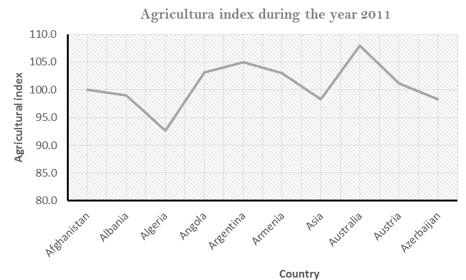 Agricultura index during the year 2011
110.0
105.0
100.0
95.0
90.0
85.0
80.0
Agricultural index
Afghanistan
Albania
Algeria
Angola
Argentina
Armenia
Asia
Australia
Austria
Azerbaijan
Country